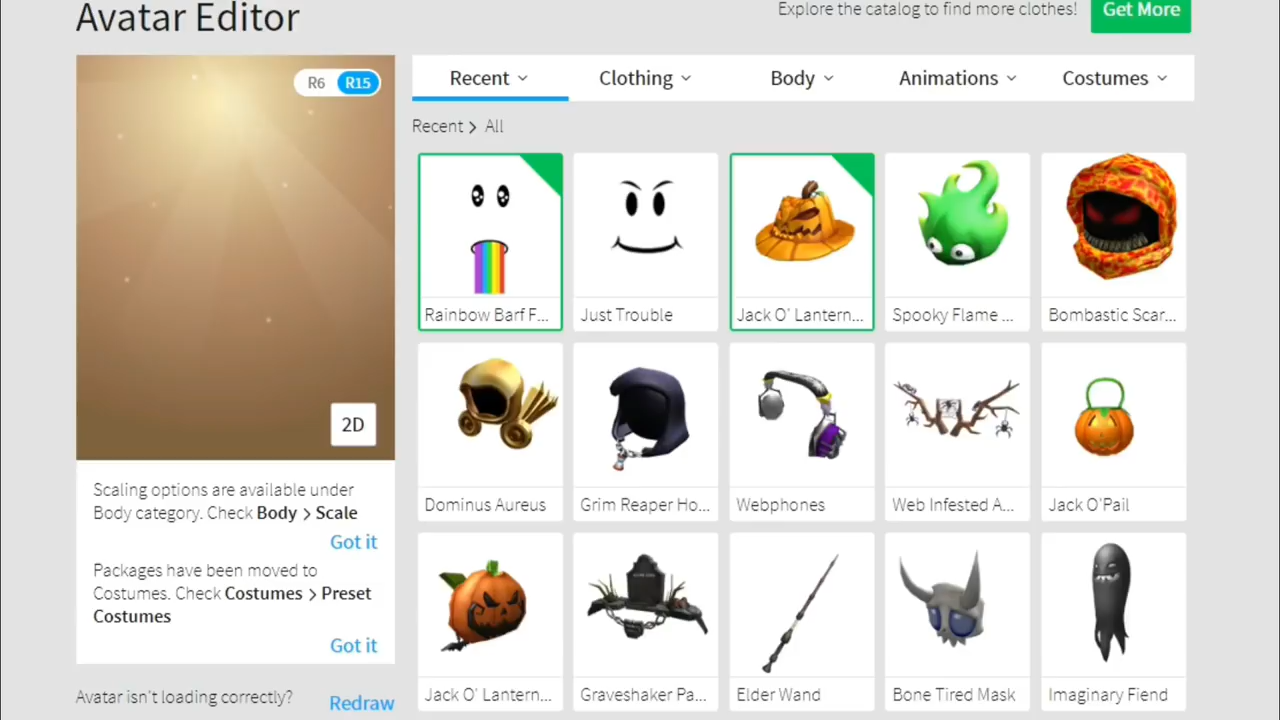 Avatar Editor
Explore the catalog to find more clothes!
Get More
R6 R15
Recent Clothing Body Animations Costumes
Recent > All
Rainbow Barf F... Just Trouble Jack O' Lantern... Spooky Flame ... Bombastic Scar...
2D
Dominus Aureus Grim Reaper Ho... Webphones Web Infested A... Jack O'Pail
Scaling options are available under
Body category. Check Body > Scale
Got it
Packages have been moved to
Costumes. Check Costumes > Preset
Costumes
Got it
Jack O' Lantern... Graveshaker Pa... Elder Wand Bone Tired Mask Imaginary Fiend
Avatar isn't loading correctly? Redraw